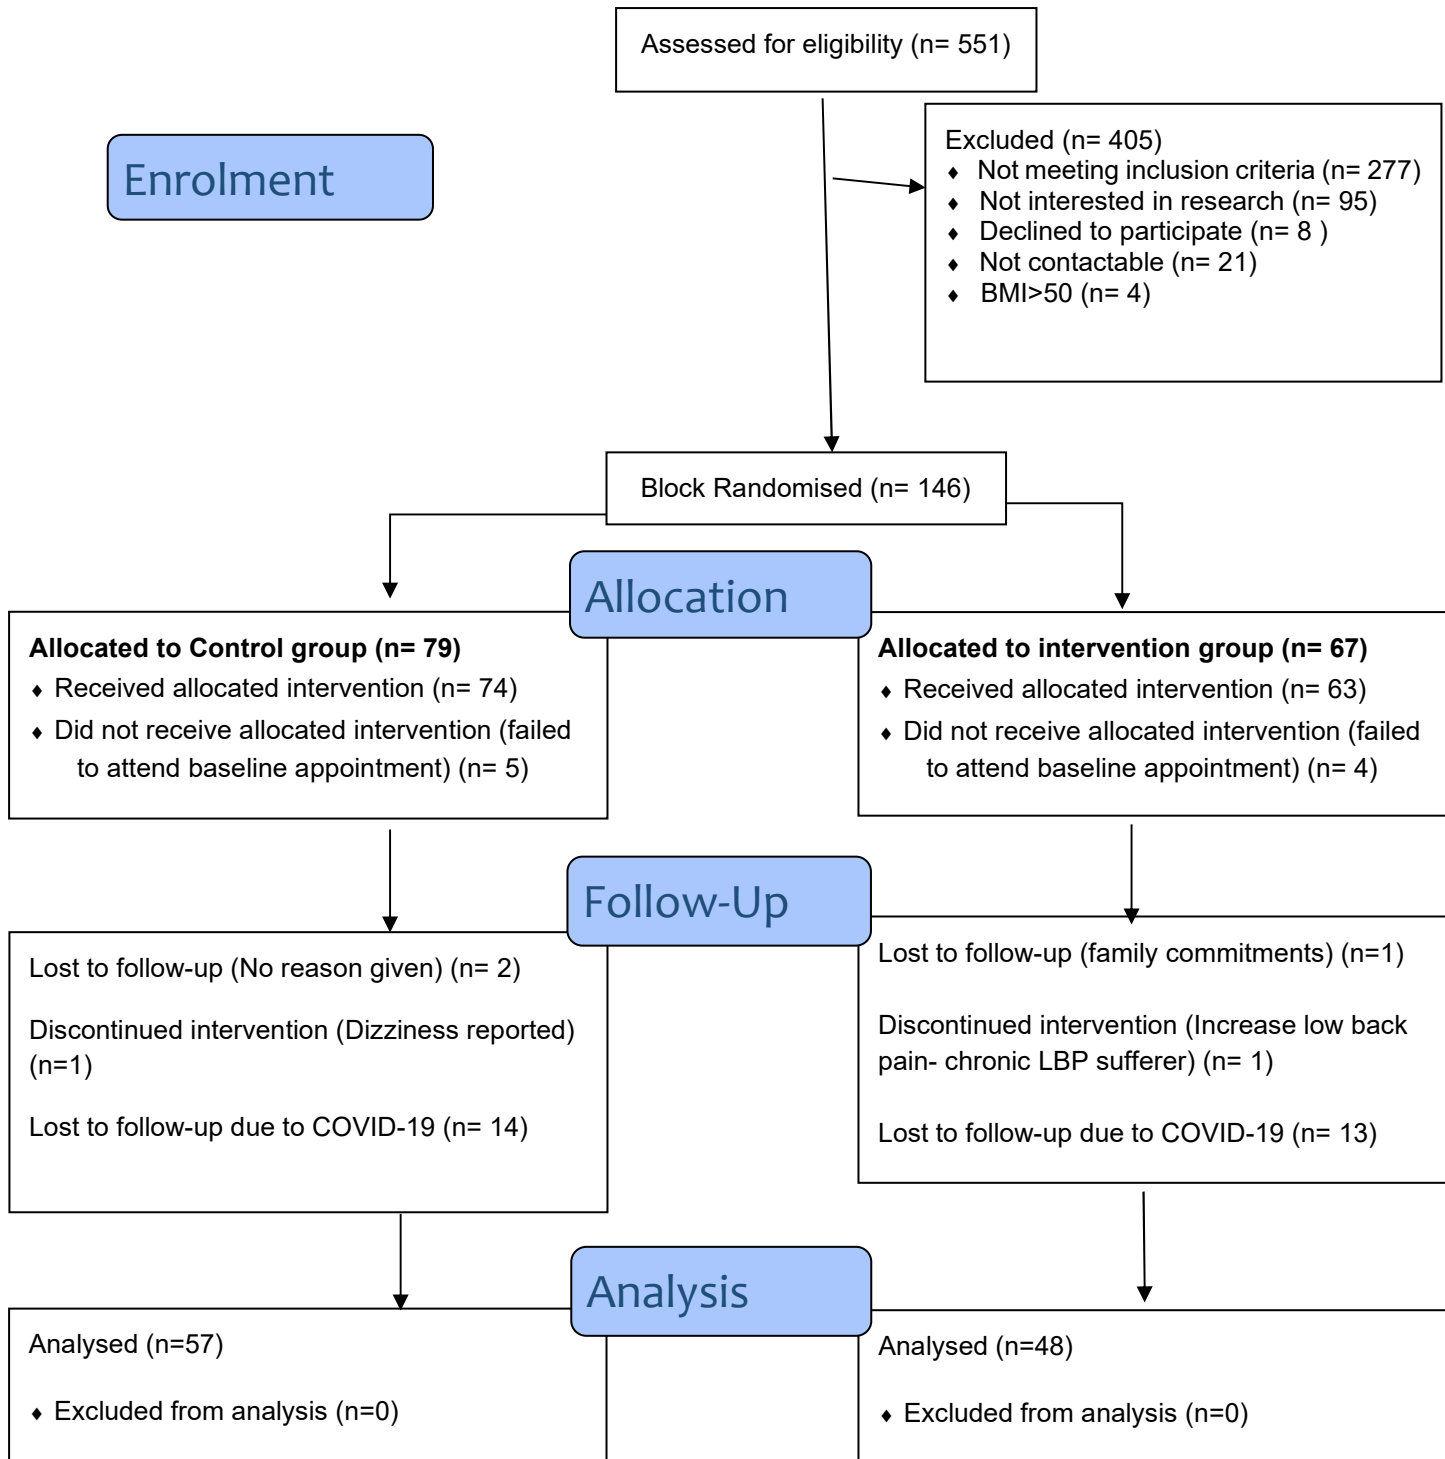 Assessed for eligibility (n= 551)
Enrolment
Excluded (n= 405)
♦ Not meeting inclusion criteria (n= 277)
♦ Not interested in research (n= 95)
♦ Declined to participate (n= 8 )
♦ Not contactable (n= 21)
♦ BMI>50 (n= 4)
Block Randomised (n= 146)
Allocation
Allocated to Control group (n= 79)
♦ Received allocated intervention (n= 74)
♦ Did not receive allocated intervention (failed
to attend baseline appointment) (n= 5)
Allocated to intervention group (n= 67)
♦ Received allocated intervention (n= 63)
♦ Did not receive allocated intervention (failed
to attend baseline appointment) (n= 4)
Follow-Up
Lost to follow-up (No reason given) (n= 2)
Discontinued intervention (Dizziness reported)
(n=1)
Lost to follow-up due to COVID-19 (n= 14)
Lost to follow-up (family commitments) (n=1)
Discontinued intervention (Increase low back
pain- chronic LBP sufferer) (n= 1)
Lost to follow-up due to COVID-19 (n= 13)
Analysis
Analysed (n=57)
♦ Excluded from analysis (n=0)
Analysed (n=48)
♦ Excluded from analysis (n=0)